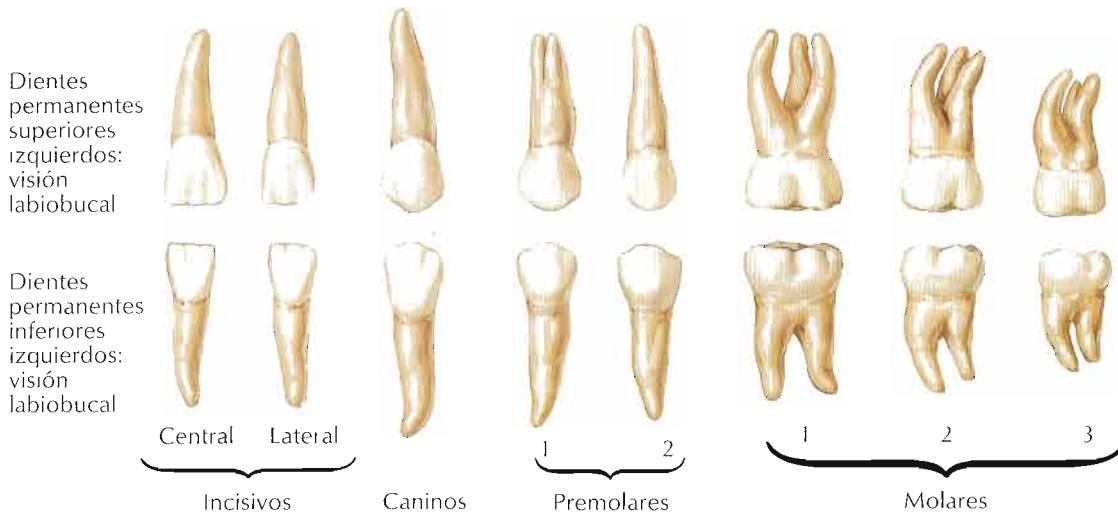 Dientes
permanentes
superiores
izquierdos:
visión
labiobucal
Dientes
permanentes
inferiores
izquierdos:
visión
labiobucal
Central Lateral 1 2 1 2 3
Incisivos Caninos Premolares Molares